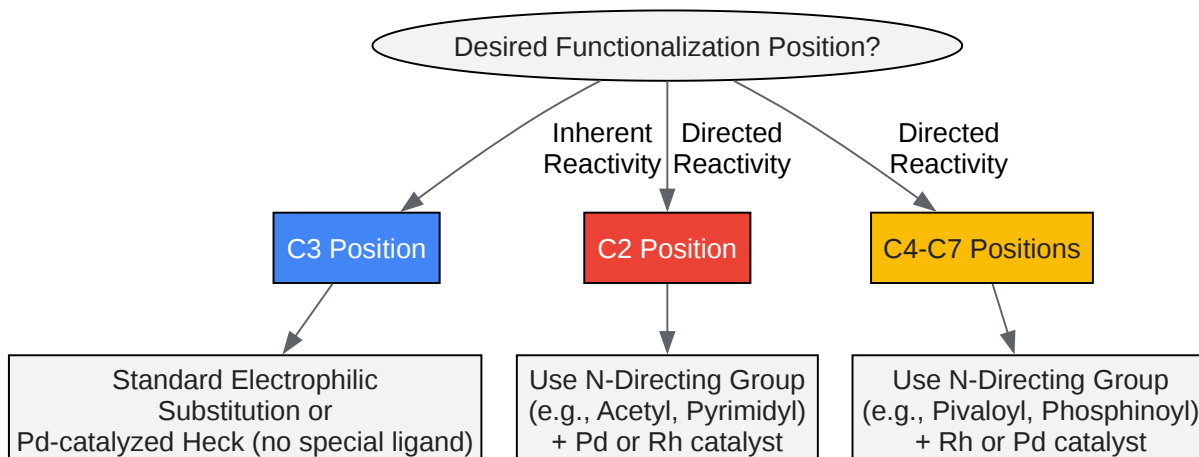 Desired Functionalization Position?
Inherent
Reactivity
Directed
Reactivity
Directed
Reactivity
C3 Position
C2 Position
C4-C7 Positions
Standard Electrophilic
Substitution or
Pd-catalyzed Heck (no special ligand)
Use N-Directing Group
(e.g., Acetyl, Pyrimidyl)
+ Pd or Rh catalyst
Use N-Directing Group
(e.g., Pivaloyl, Phosphinoyl)
+ Rh or Pd catalyst